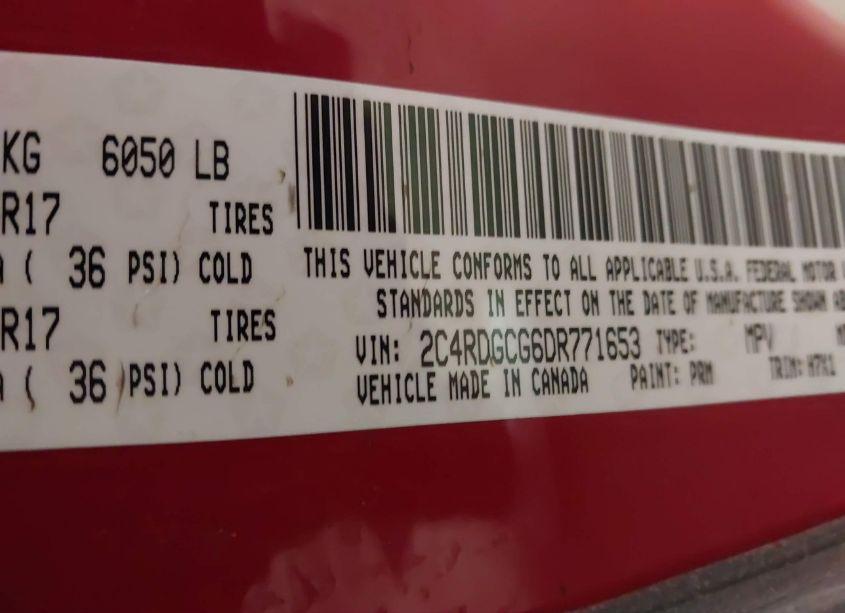 KG 6050 LB
R17 TIRES
( 36 PSI) COLD
R17 TIRES
( 36 PSI) COLD
THIS VEHICLE CONFORMS TO ALL APPLICABLE U.S.A. FEDERAL MOTOR
STANDARDS IN EFFECT ON THE DATE OF MANUFACTURE SHOWN AB
VIN: 2C4RDGCG6DR771653 TYPE: MPV
VEHICLE MADE IN CANADA PAINT: PRM TRIM: